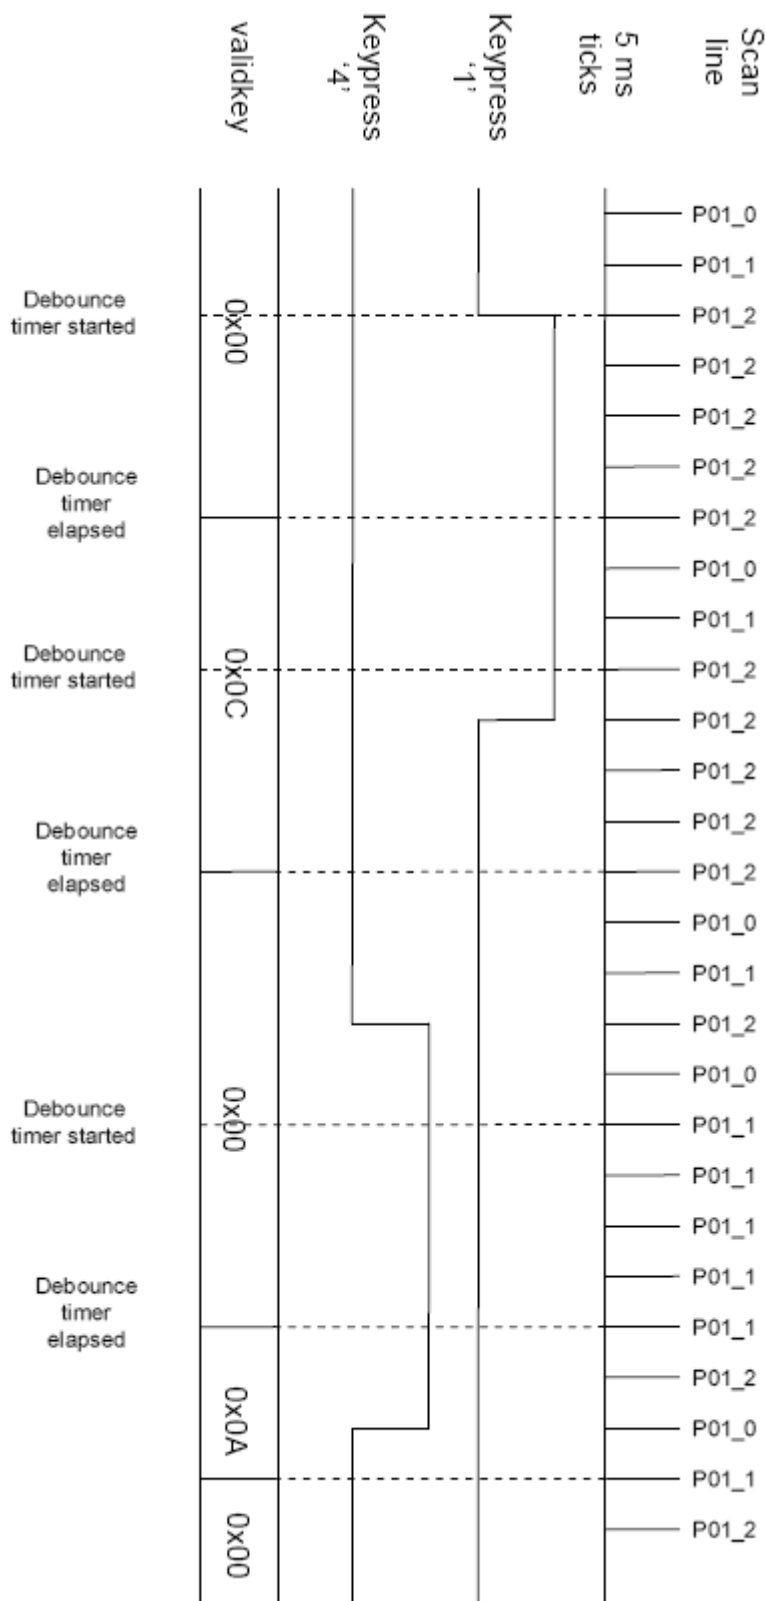 Scan
line
5 ms
ticks
Keypress
'1'
Keypress
'4'
validkey
P01_0
P01_1
P01_2
P01_2
P01_2
P01_2
P01_2
P01_0
P01_1
P01_2
P01_2
P01_2
P01_2
P01_2
P01_0
P01_1
P01_2
P01_0
P01_1
P01_1
P01_1
P01_1
P01_1
P01_2
P01_0
P01_1
P01_2
0x00
0x0C
0x00
0x0A
0x00
Debounce
timer started
Debounce
timer
elapsed
Debounce
timer started
Debounce
timer
elapsed
Debounce
timer started
Debounce
timer
elapsed